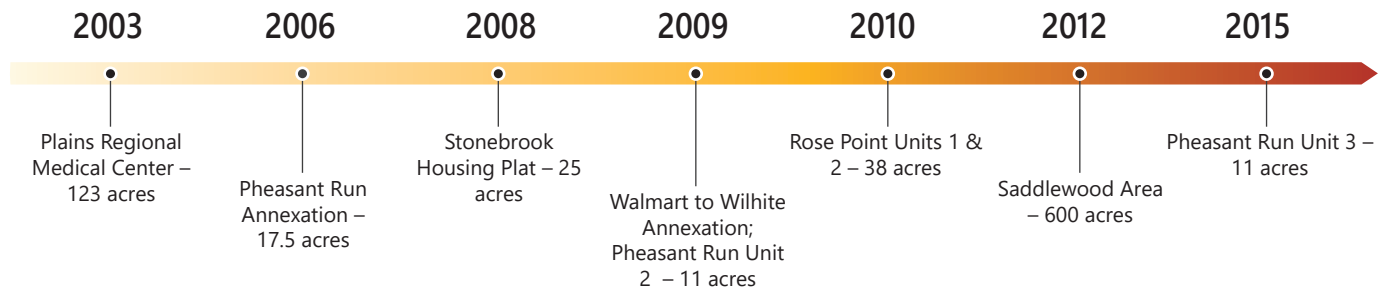 2003
2006
2008
2009
2010
2012
2015
Plains Regional
Medical Center –
123 acres
Pheasant Run
Annexation –
17.5 acres
Stonebrook
Housing Plat – 25
acres
Walmart to Wilhite
Annexation;
Pheasant Run Unit
2 – 11 acres
Rose Point Units 1 &
2 – 38 acres
Saddlewood Area
– 600 acres
Pheasant Run Unit 3 –
11 acres